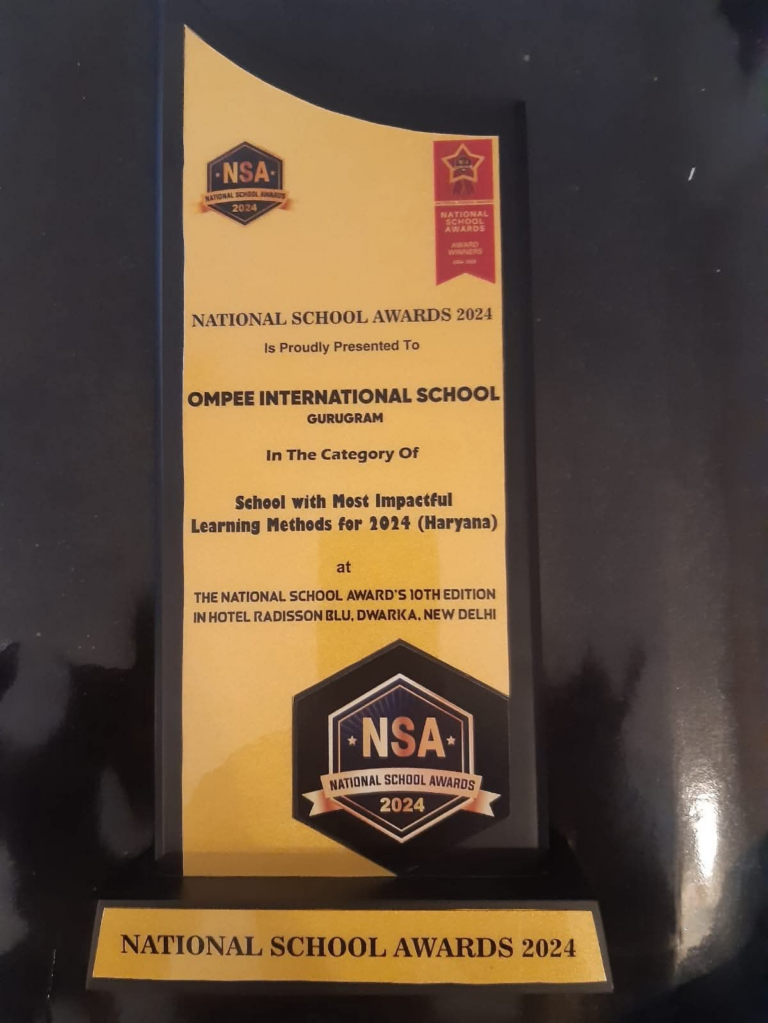 NSA
NATIONAL SCHOOL AWARDS
2024
NATIONAL
SCHOOL
AWARDS
AWARD
WINNERS
NATIONAL SCHOOL AWARDS 2024
Is Proudly Presented To
OMPEE INTERNATIONAL SCHOOL
GURUGRAM
In The Category Of
School with Most Impactful
Learning Methods for 2024 (Haryana)
at
THE NATIONAL SCHOOL AWARD'S 10TH EDITION
IN HOTEL RADISSON BLU, DWARKA, NEW DELHI
NSA
NATIONAL SCHOOL AWARDS
2024
NATIONAL SCHOOL AWARDS 2024